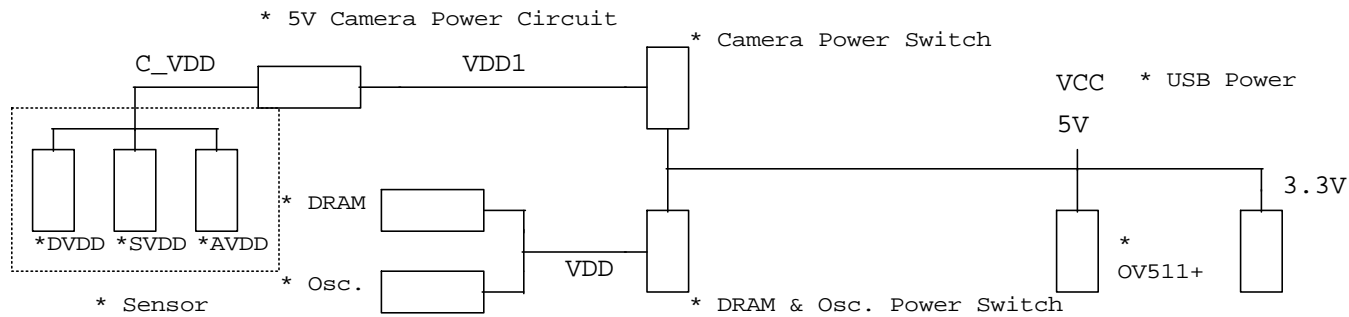 * 5V Camera Power Circuit
* Camera Power Switch
C_VDD
VDD1
VCC
* USB Power
5V
3.3V
* DRAM
*DVDD
*SVDD
*AVDD
*
OV511+
VDD
* Osc.
* Sensor
* DRAM & Osc. Power Switch